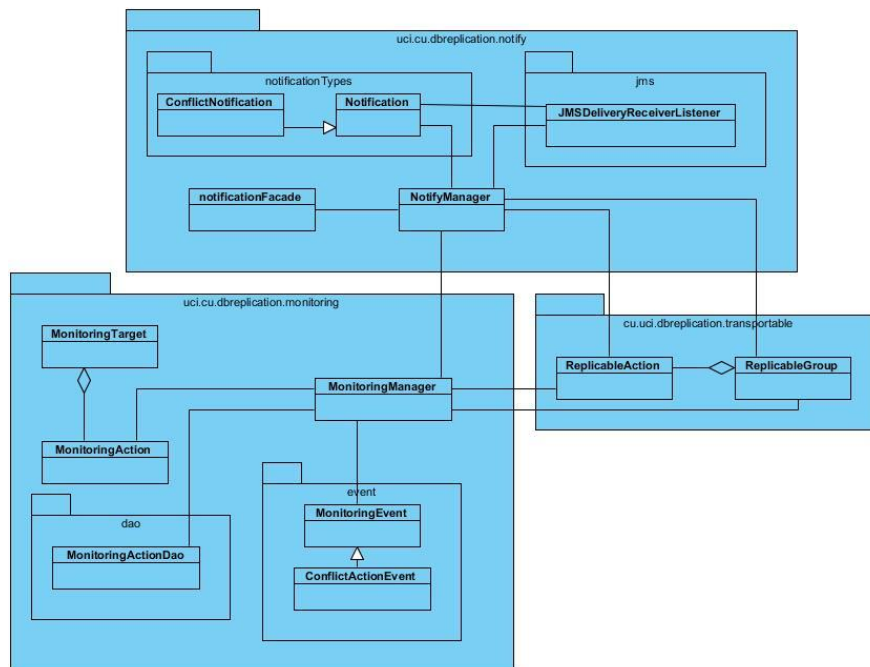 uci.cu.dbreplication.notify
notificationTypes
jms
ConflictNotification
Notification
JMSDeliveryReceiverListener
notificationFacade
NotifyManager
uci.cu.dbreplication.monitoring
cu.uci.dbreplication.transportable
MonitoringTarget
ReplicableAction
ReplicableGroup
MonitoringManager
MonitoringAction
event
MonitoringEvent
dao
MonitoringActionDao
ConflictActionEvent